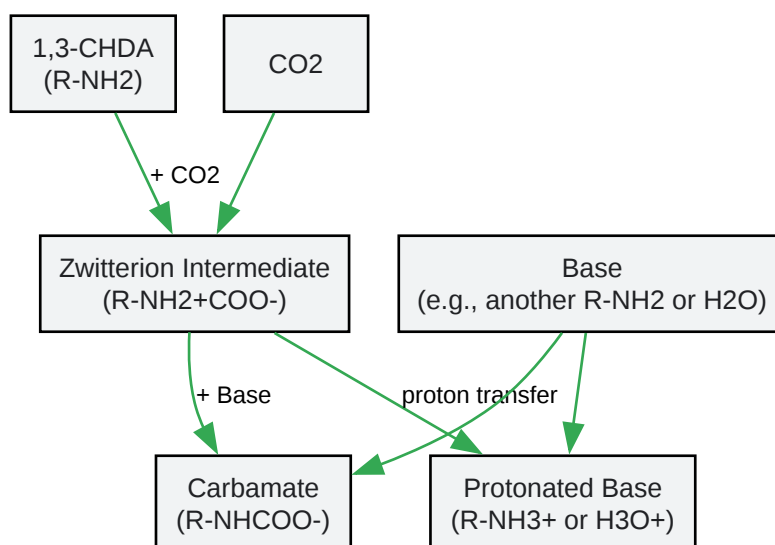 1,3-CHDA
(R-NH2)
CO2
+ CO2
Zwitterion Intermediate
(R-NH2+COO-)
Base
(e.g., another R-NH2 or H2O)
+ Base
proton transfer
Carbamate
(R-NHCOO-)
Protonated Base
(R-NH3+ or H3O+)